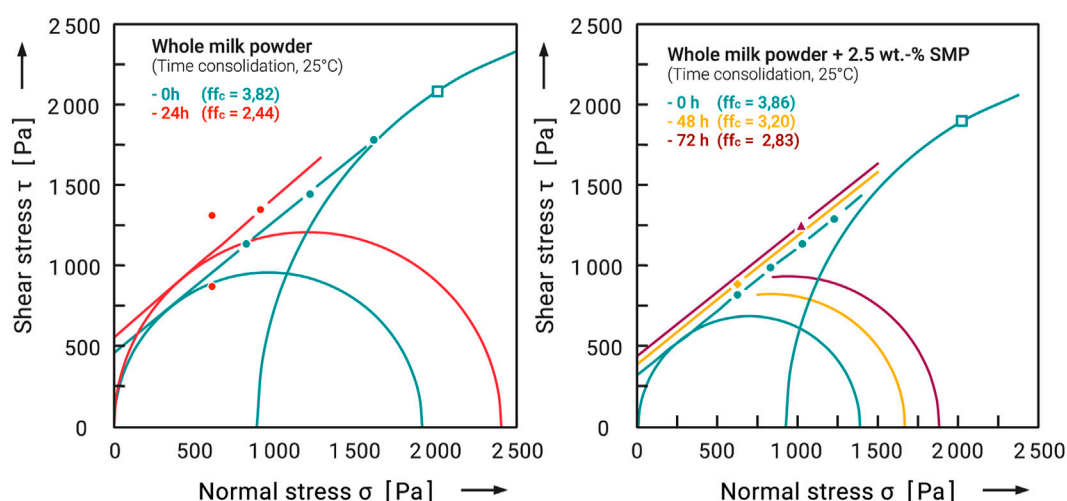 2 500
2 000
1 500
1 000
500
0
Shear stress τ [Pa]
Whole milk powder
(Time consolidation, 25°C)
- 0h (ffc = 3,82)
- 24h (ffc = 2,44)
0 500 1 000 1 500 2 000 2 500
Normal stress σ [Pa]
2 500
2 000
1 500
1 000
500
0
Shear stress τ [Pa]
Whole milk powder + 2.5 wt.-% SMP
(Time consolidation, 25°C)
- 0 h (ffc = 3,86)
- 48 h (ffc = 3,20)
- 72 h (ffc = 2,83)
0 500 1 000 1 500 2 000 2 500
Normal stress σ [Pa]